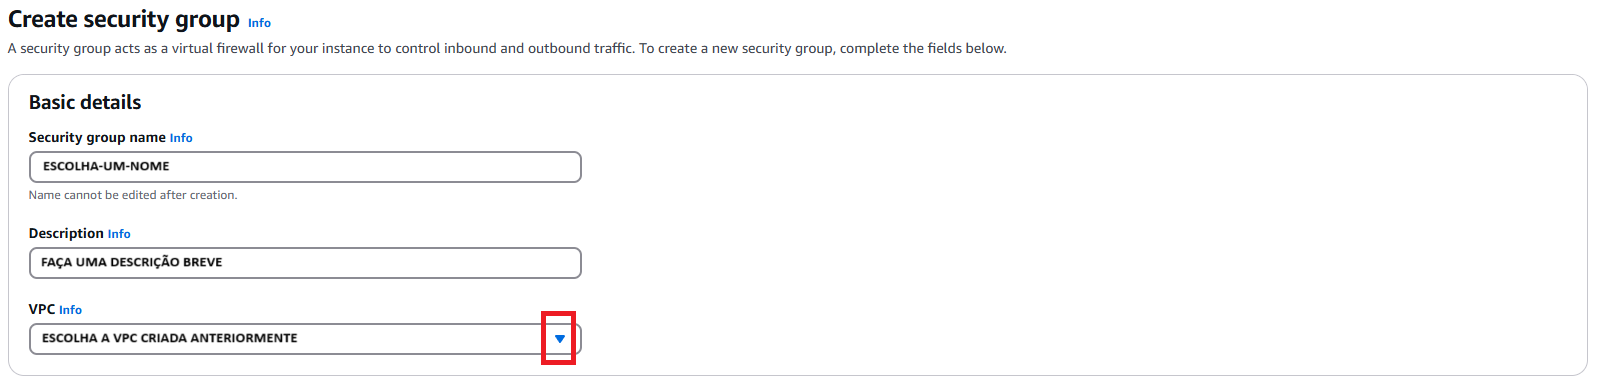 Create security group Info
A security group acts as a virtual firewall for your instance to control inbound and outbound traffic. To create a new security group, complete the fields below.
Basic details
Security group name Info
ESCOLHA-UM-NOME
Name cannot be edited after creation.
Description Info
FAÇA UMA DESCRIÇÃO BREVE
VPC Info
ESCOLHA A VPC CRIADA ANTERIORMENTE